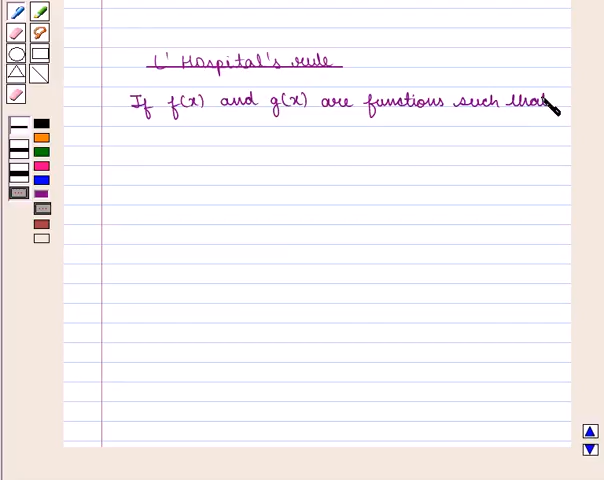 L' Hospital's rule
If f(x) and g(x) are functions such that